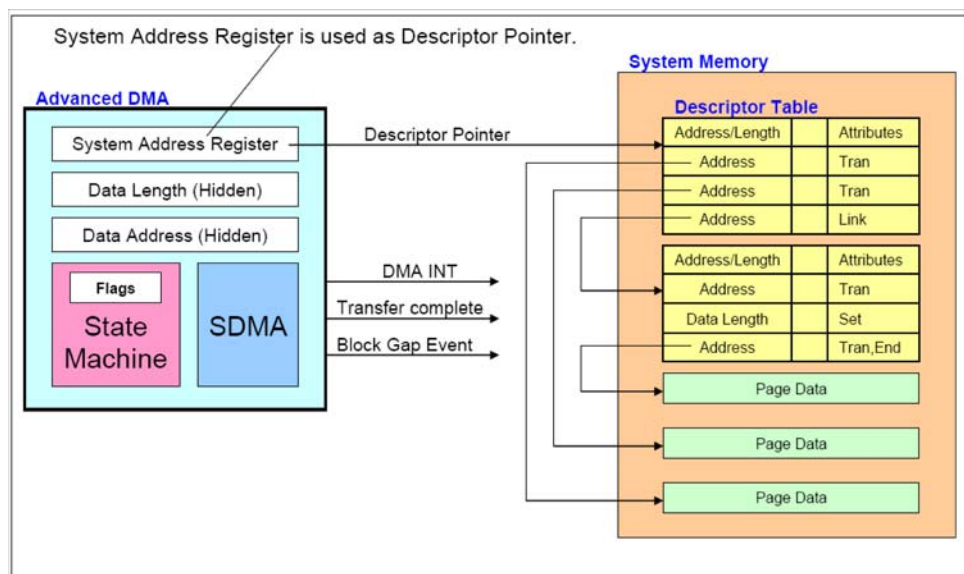 System Address Register is used as Descriptor Pointer.
Advanced DMA
System Address Register
Data Length (Hidden)
Data Address (Hidden)
Flags
State
Machine
SDMA
Descriptor Pointer
DMA INT
Transfer complete
Block Gap Event
System Memory
Descriptor Table
Address/Length Attributes
Address Tran
Address Tran
Address Link
Address/Length Attributes
Address Tran
Data Length Set
Address Tran,End
Page Data
Page Data
Page Data